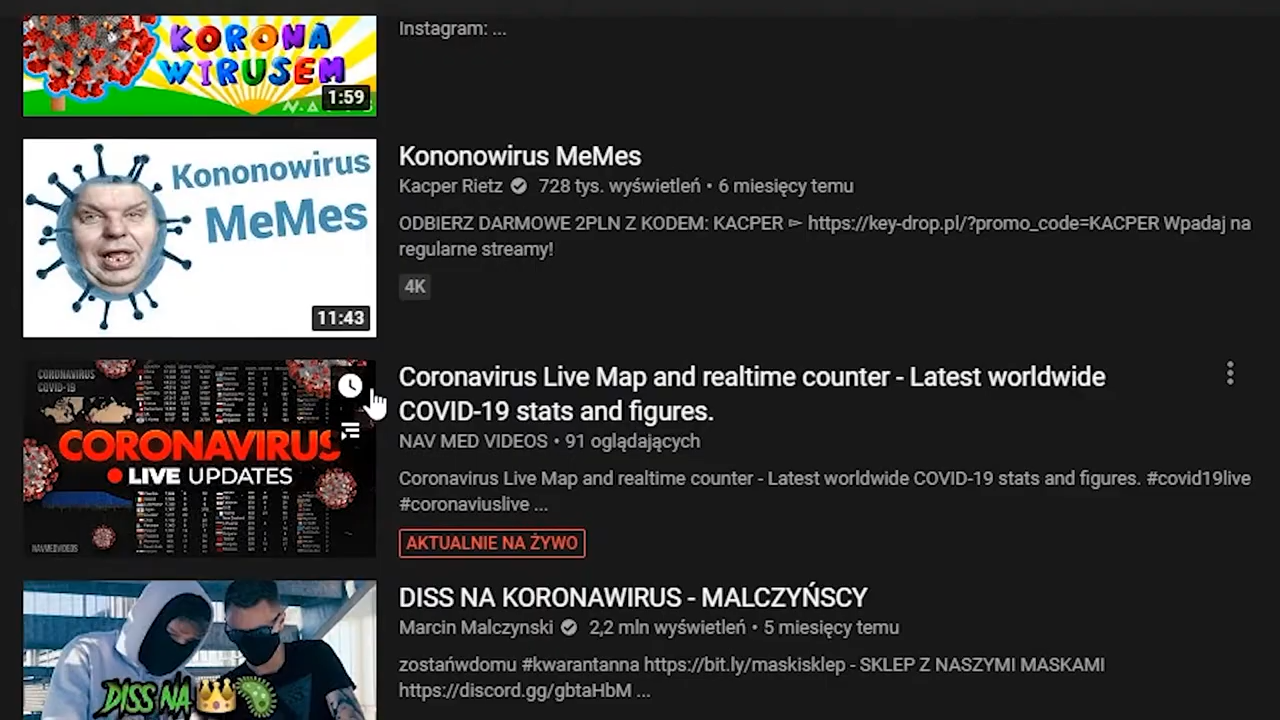 KORONA
WIRUSEM
1:59
Instagram: ...
Kononowirus
MeMes
11:43
Kononowirus MeMes
Kacper Rietz 728 tys. wyświetleń • 6 miesięcy temu
ODBIERZ DARMOWE 2PLN Z KODEM: KACPER ► https://key-drop.pl/?promo_code=KACPER Wpadaj na
regularne streamy!
4K
CORONAVIRUS
COVID-19
CORONAVIRUS
LIVE UPDATES
NAVMEDVIDEOS
Coronavirus Live Map and realtime counter - Latest worldwide
COVID-19 stats and figures.
NAV MED VIDEOS • 91 oglądających
Coronavirus Live Map and realtime counter - Latest worldwide COVID-19 stats and figures. #covid19live
#coronaviuslive ...
AKTUALNIE NA ŻYWO
DISS NA
DISS NA KORONAWIRUS - MALCZYŃSCY
Marcin Malczynski 2,2 mln wyświetleń • 5 miesięcy temu
zostańwdomu #kwarantanna https://bit.ly/maskisklep - SKLEP Z NASZYMI MASKAMI
https://discord.gg/gbtaHbM ...